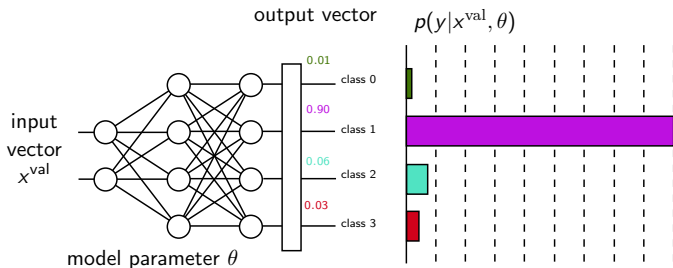 output vector
p(y|x^val, θ)
0.01
class 0
0.90
class 1
input
vector
x^val
0.06
class 2
0.03
class 3
model parameter θ